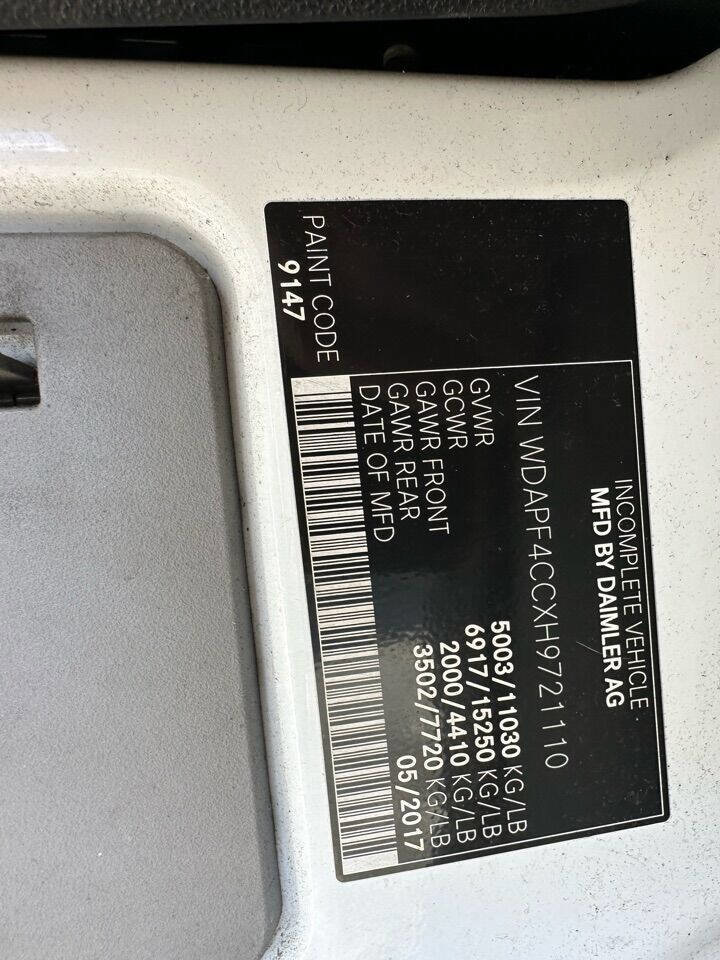 INCOMPLETE VEHICLE
MFD BY DAIMLER AG
VIN WDAPF4CCXH9721110
GVWR 5003/11030 KG/LB
GCWR 6917/15250 KG/LB
GAWR FRONT 2000/4410 KG/LB
GAWR REAR 3502/7720 KG/LB
DATE OF MFD 05/2017
PAINT CODE
9147